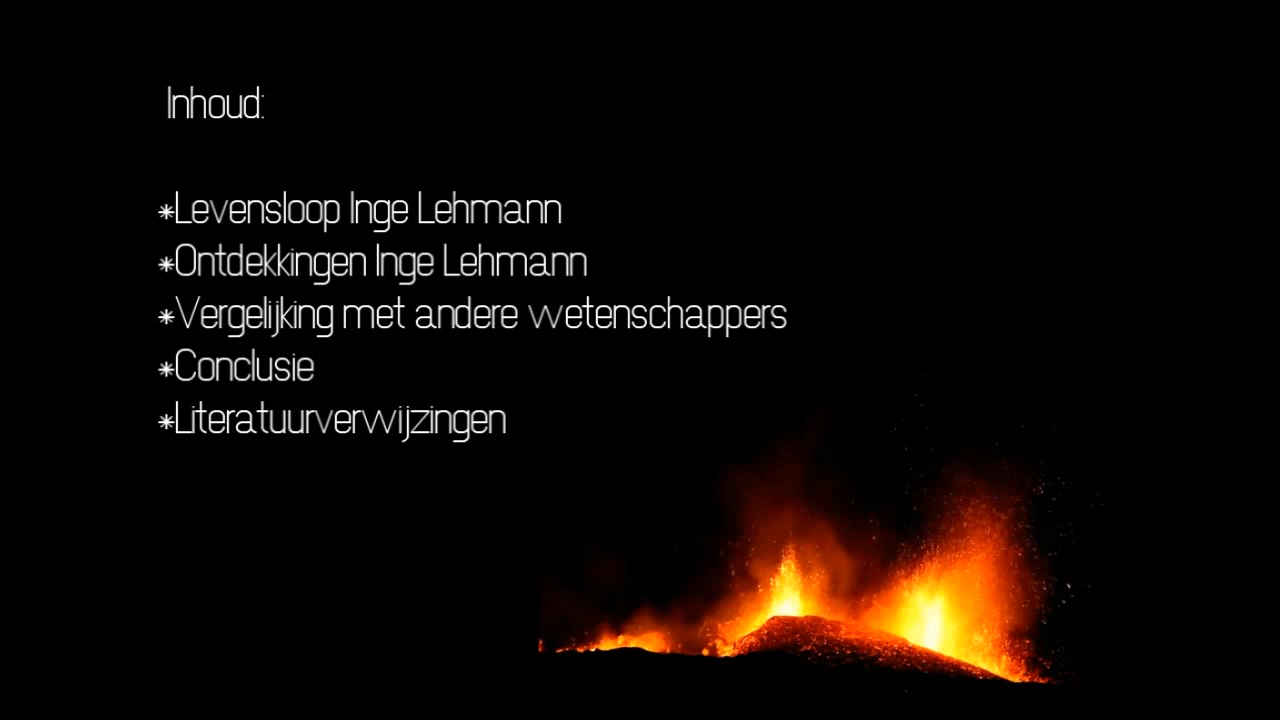 Inhoud:
*Levensloop Inge Lehmann
*Ontdekkingen Inge Lehmann
*Vergelijking met andere wetenschappers
*Conclusie
*Literatuurverwijzingen